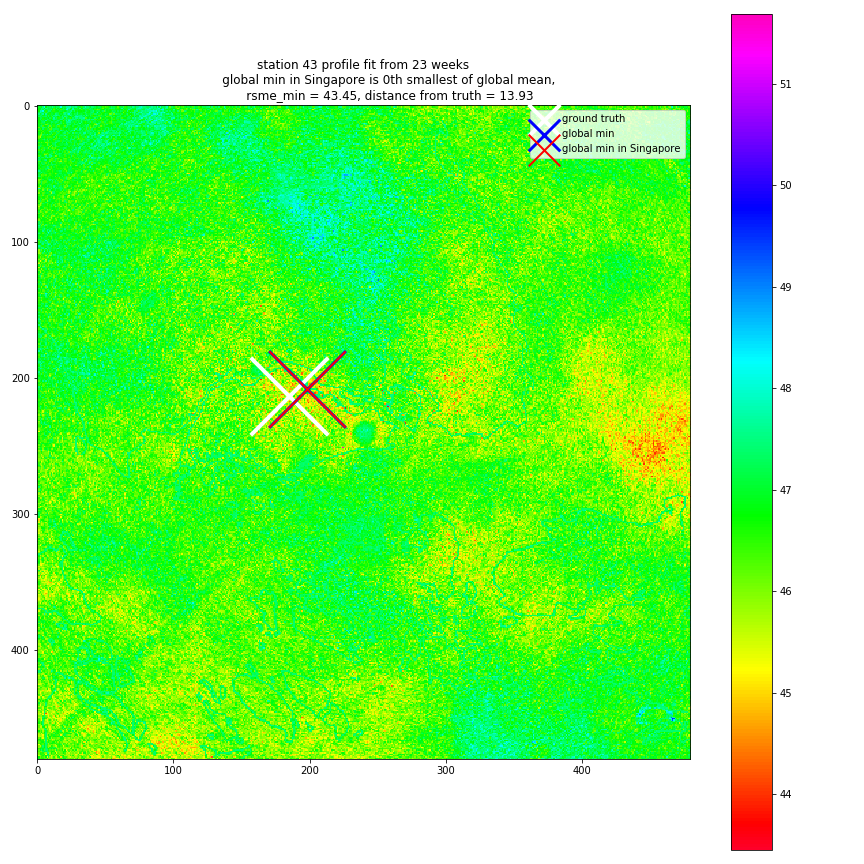 station 43 profile fit from 23 weeks
global min in Singapore is 0th smallest of global mean,
rsme_min = 43.45, distance from truth = 13.93
ground truth
global min
global min in Singapore
0
100
200
300
400
0 100 200 300 400
51
50
49
48
47
46
45
44